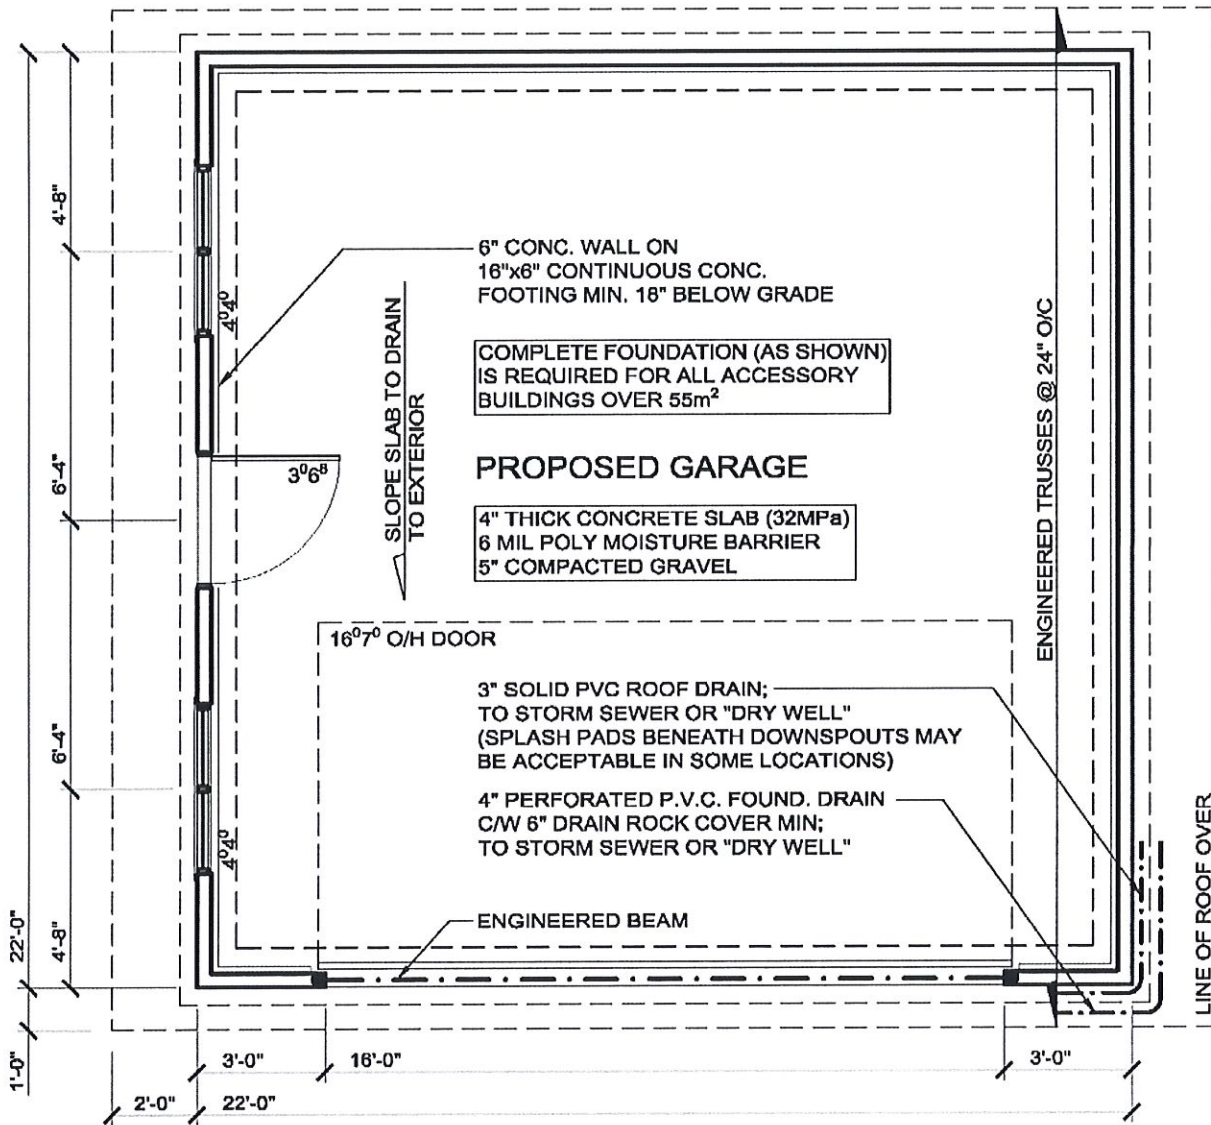 4'-8"
6'-4"
6'-4"
4'-8"
22'-0"
1'-0"
4⁰4⁰
4⁰4⁰
3⁰6⁸
SLOPE SLAB TO DRAIN
TO EXTERIOR
6" CONC. WALL ON
16"x6" CONTINUOUS CONC.
FOOTING MIN. 18" BELOW GRADE
COMPLETE FOUNDATION (AS SHOWN)
IS REQUIRED FOR ALL ACCESSORY
BUILDINGS OVER 55m²
PROPOSED GARAGE
4" THICK CONCRETE SLAB (32MPa)
6 MIL POLY MOISTURE BARRIER
5" COMPACTED GRAVEL
16⁰7⁰ O/H DOOR
3" SOLID PVC ROOF DRAIN;
TO STORM SEWER OR "DRY WELL"
(SPLASH PADS BENEATH DOWNSPOUTS MAY
BE ACCEPTABLE IN SOME LOCATIONS)
4" PERFORATED P.V.C. FOUND. DRAIN
C/W 6" DRAIN ROCK COVER MIN;
TO STORM SEWER OR "DRY WELL"
ENGINEERED BEAM
ENGINEERED TRUSSES @ 24" O/C
LINE OF ROOF OVER
3'-0"
16'-0"
3'-0"
2'-0"
22'-0"